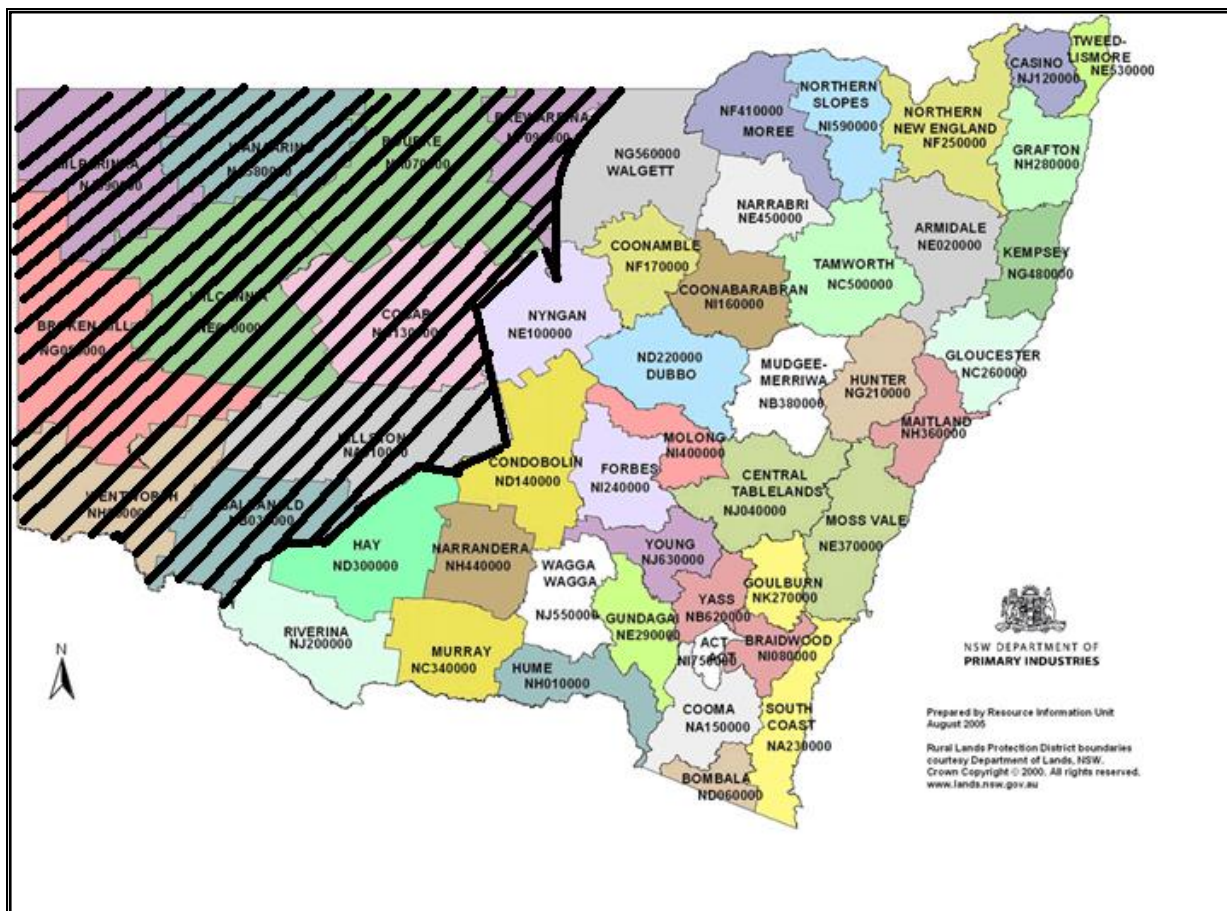 TWEED-
LISMORE
NE530000
CASINO
NJ120000
NORTHERN
SLOPES
NI590000
NF410000
MOREE
NORTHERN
NEW ENGLAND
NF250000
GRAFTON
NH280000
NG560000
WALGETT
NARRABRI
NE450000
ARMIDALE
NE020000
KEMPSEY
NG480000
COONAMBLE
NF170000
TAMWORTH
NC500000
COONABARABRAN
NI160000
NYNGAN
NE100000
ND220000
DUBBO
MUDGEE-
MERRIWA
NB380000
HUNTER
NG210000
GLOUCESTER
NC260000
MAITLAND
NH360000
MOLONG
NI400000
CONDOBOLIN
ND140000
FORBES
NI240000
CENTRAL
TABLELANDS
NJ040000
MOSS VALE
NE370000
HAY
ND300000
NARRANDERA
NH440000
WAGGA
WAGGA
NJ550000
YOUNG
NJ630000
GOULBURN
NK270000
YASS
NB620000
GUNDAGAI
NE290000
BRAIDWOOD
NI080000
ACT
ACT
RIVERINA
NJ200000
MURRAY
NC340000
HUME
NH010000
COOMA
NA150000
SOUTH
COAST
NA230000
BOMBALA
ND060000
N
NSW DEPARTMENT OF
PRIMARY INDUSTRIES
Prepared by Resource Information Unit
August 2005
Rural Lands Protection District boundaries
courtesy Department of Lands, NSW.
Crown Copyright © 2000. All rights reserved.
www.lands.nsw.gov.au